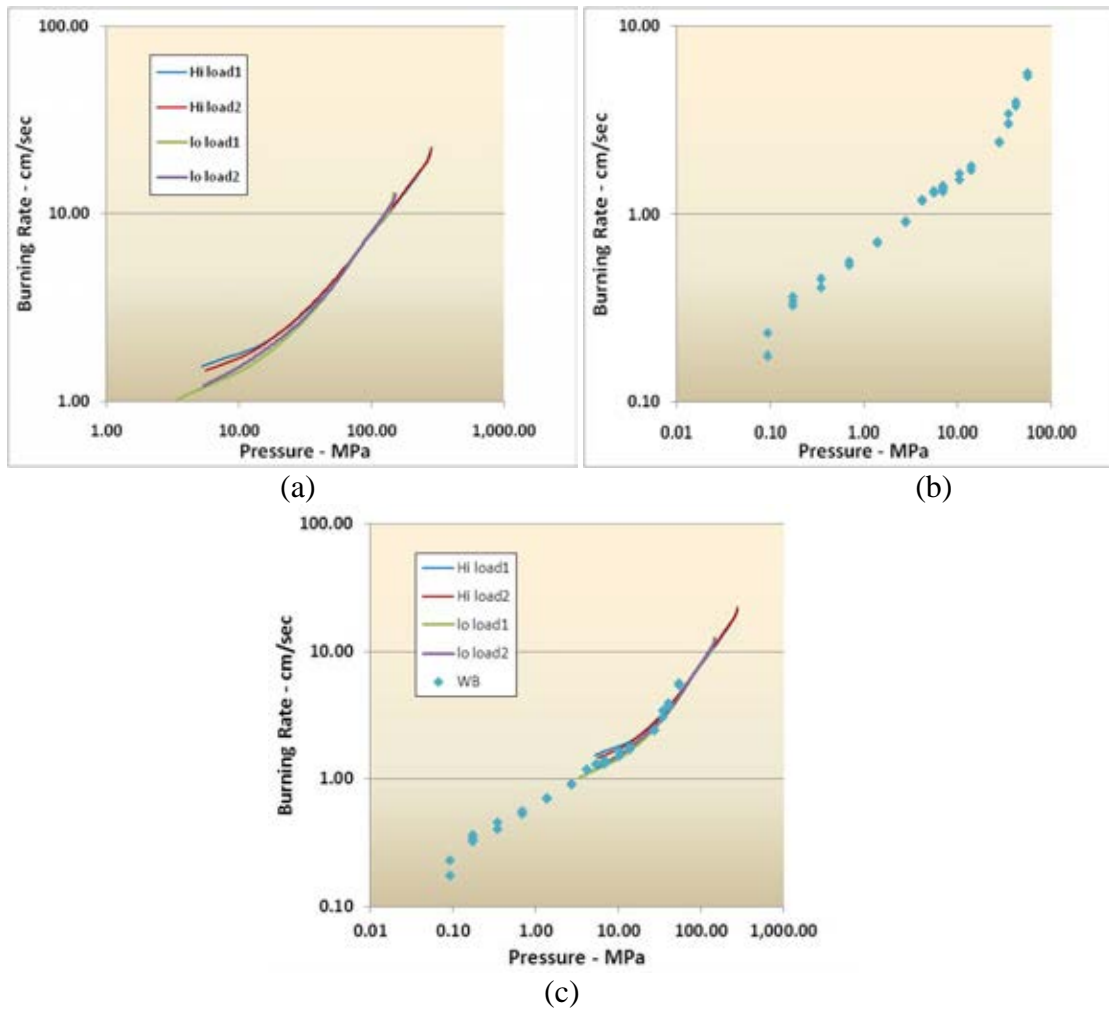 100.00
10.00
1.00
Burning Rate - cm/sec
Hi load1
Hi load2
lo load1
lo load2
1.00 10.00 100.00 1,000.00
Pressure - MPa
(a)
10.00
1.00
0.10
Burning Rate - cm/sec
0.01 0.10 1.00 10.00 100.00
Pressure - MPa
(b)
100.00
10.00
1.00
0.10
Burning Rate - cm/sec
Hi load1
Hi load2
lo load1
lo load2
WB
0.01 0.10 1.00 10.00 100.00 1,000.00
Pressure - MPa
(c)